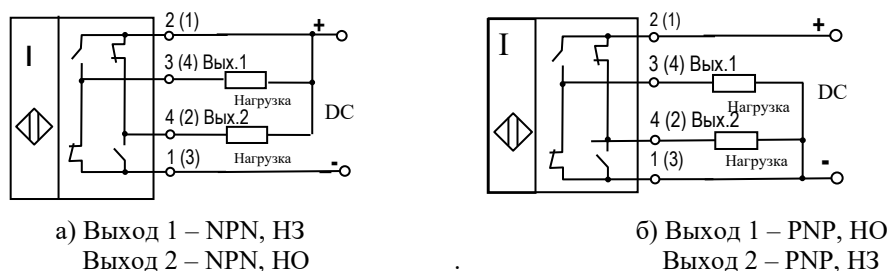 2 (1)
+
I
3 (4) Вых.1
Нагрузка
DC
4 (2) Вых.2
Нагрузка
1 (3)
-
а) Выход 1 – NPN, НЗ
Выход 2 – NPN, НО
.
2 (1)
+
I
3 (4) Вых.1
Нагрузка
DC
4 (2) Вых.2
Нагрузка
1 (3)
-
б) Выход 1 – PNP, НО
Выход 2 – PNP, НЗ